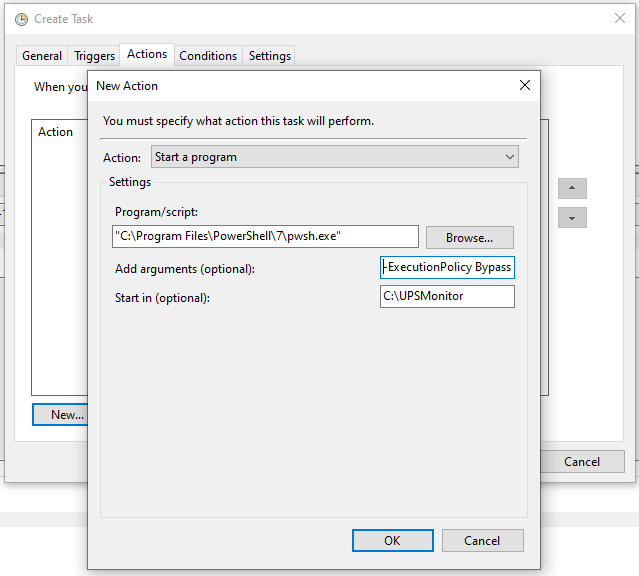 Create Task
General Triggers Actions Conditions Settings
When you
Action
New...
Cancel
New Action
You must specify what action this task will perform.
Action: Start a program
Settings
Program/script:
"C:\Program Files\PowerShell\7\pwsh.exe" Browse...
Add arguments (optional): -ExecutionPolicy Bypass
Start in (optional): C:\UPSMonitor
OK Cancel